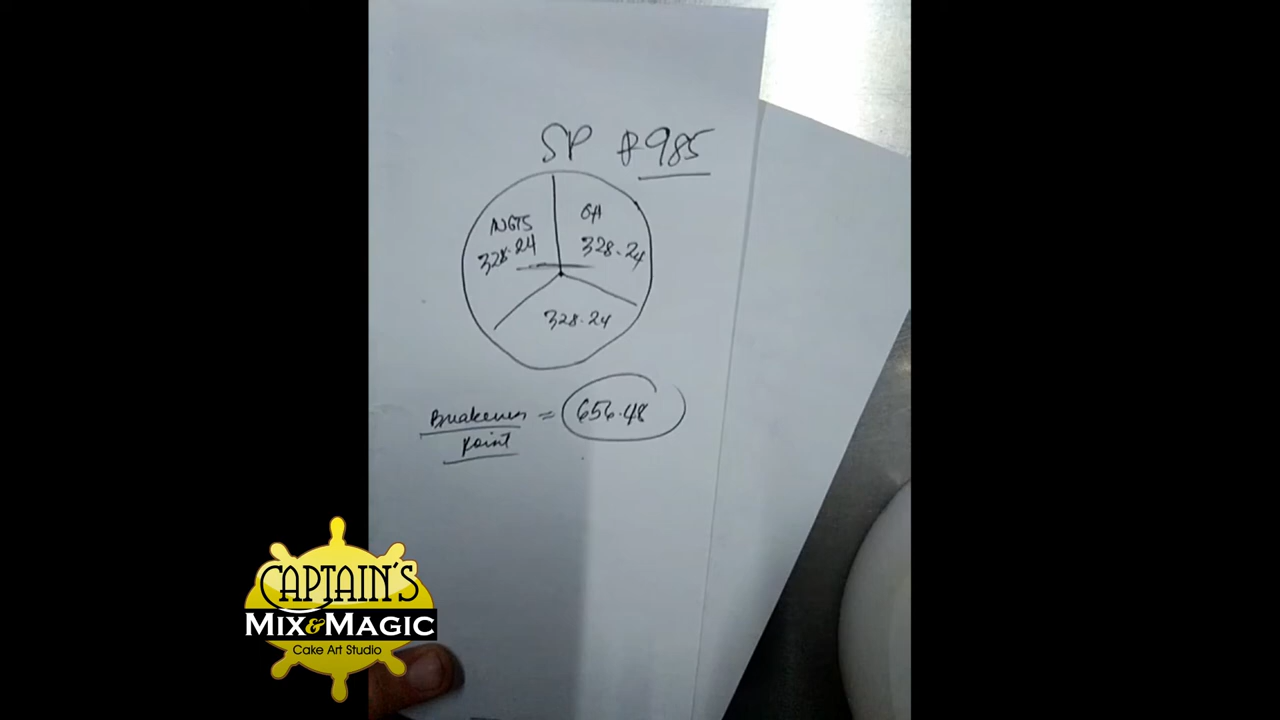 SP ₱985
NGTS
328.24
OH
328.24
328.24
Breakeven = 656.48
Point
CAPTAIN'S
MIX & MAGIC
Cake Art Studio